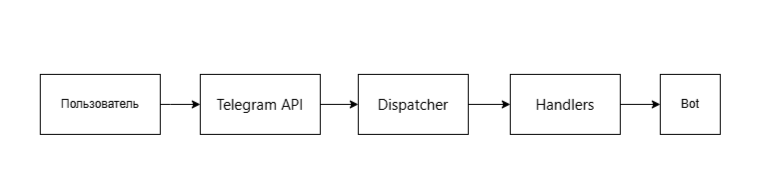 Пользователь
Telegram API
Dispatcher
Handlers
Bot